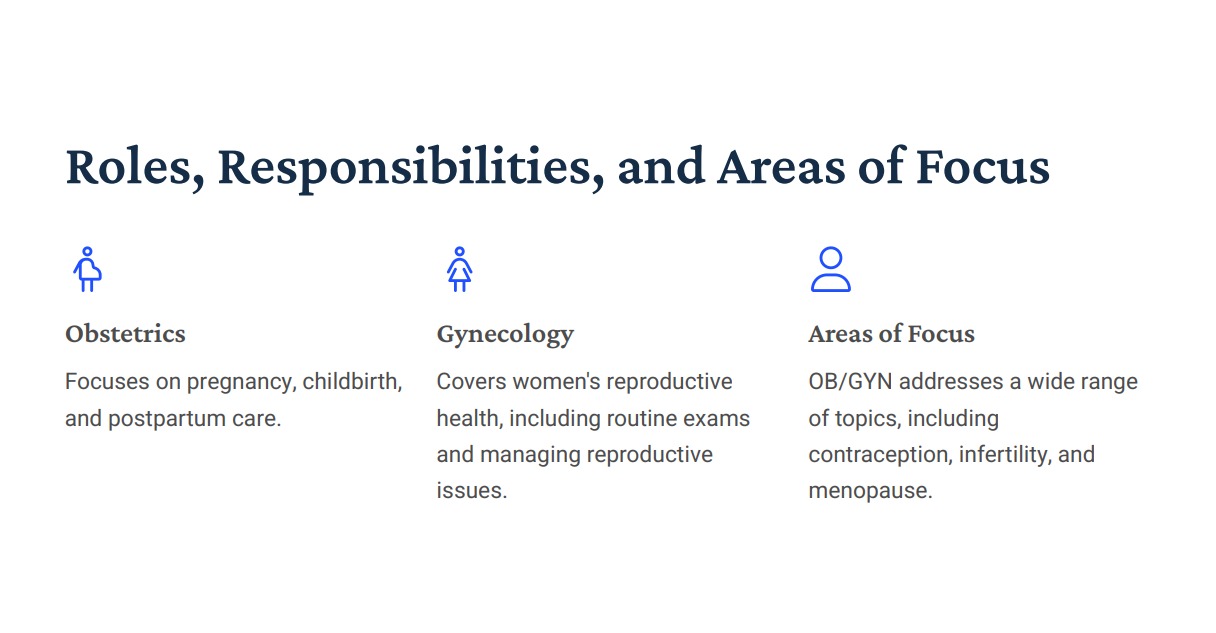 Roles, Responsibilities, and Areas of Focus
Obstetrics
Focuses on pregnancy, childbirth,
and postpartum care.
Gynecology
Covers women's reproductive
health, including routine exams
and managing reproductive
issues.
Areas of Focus
OB/GYN addresses a wide range
of topics, including
contraception, infertility, and
menopause.